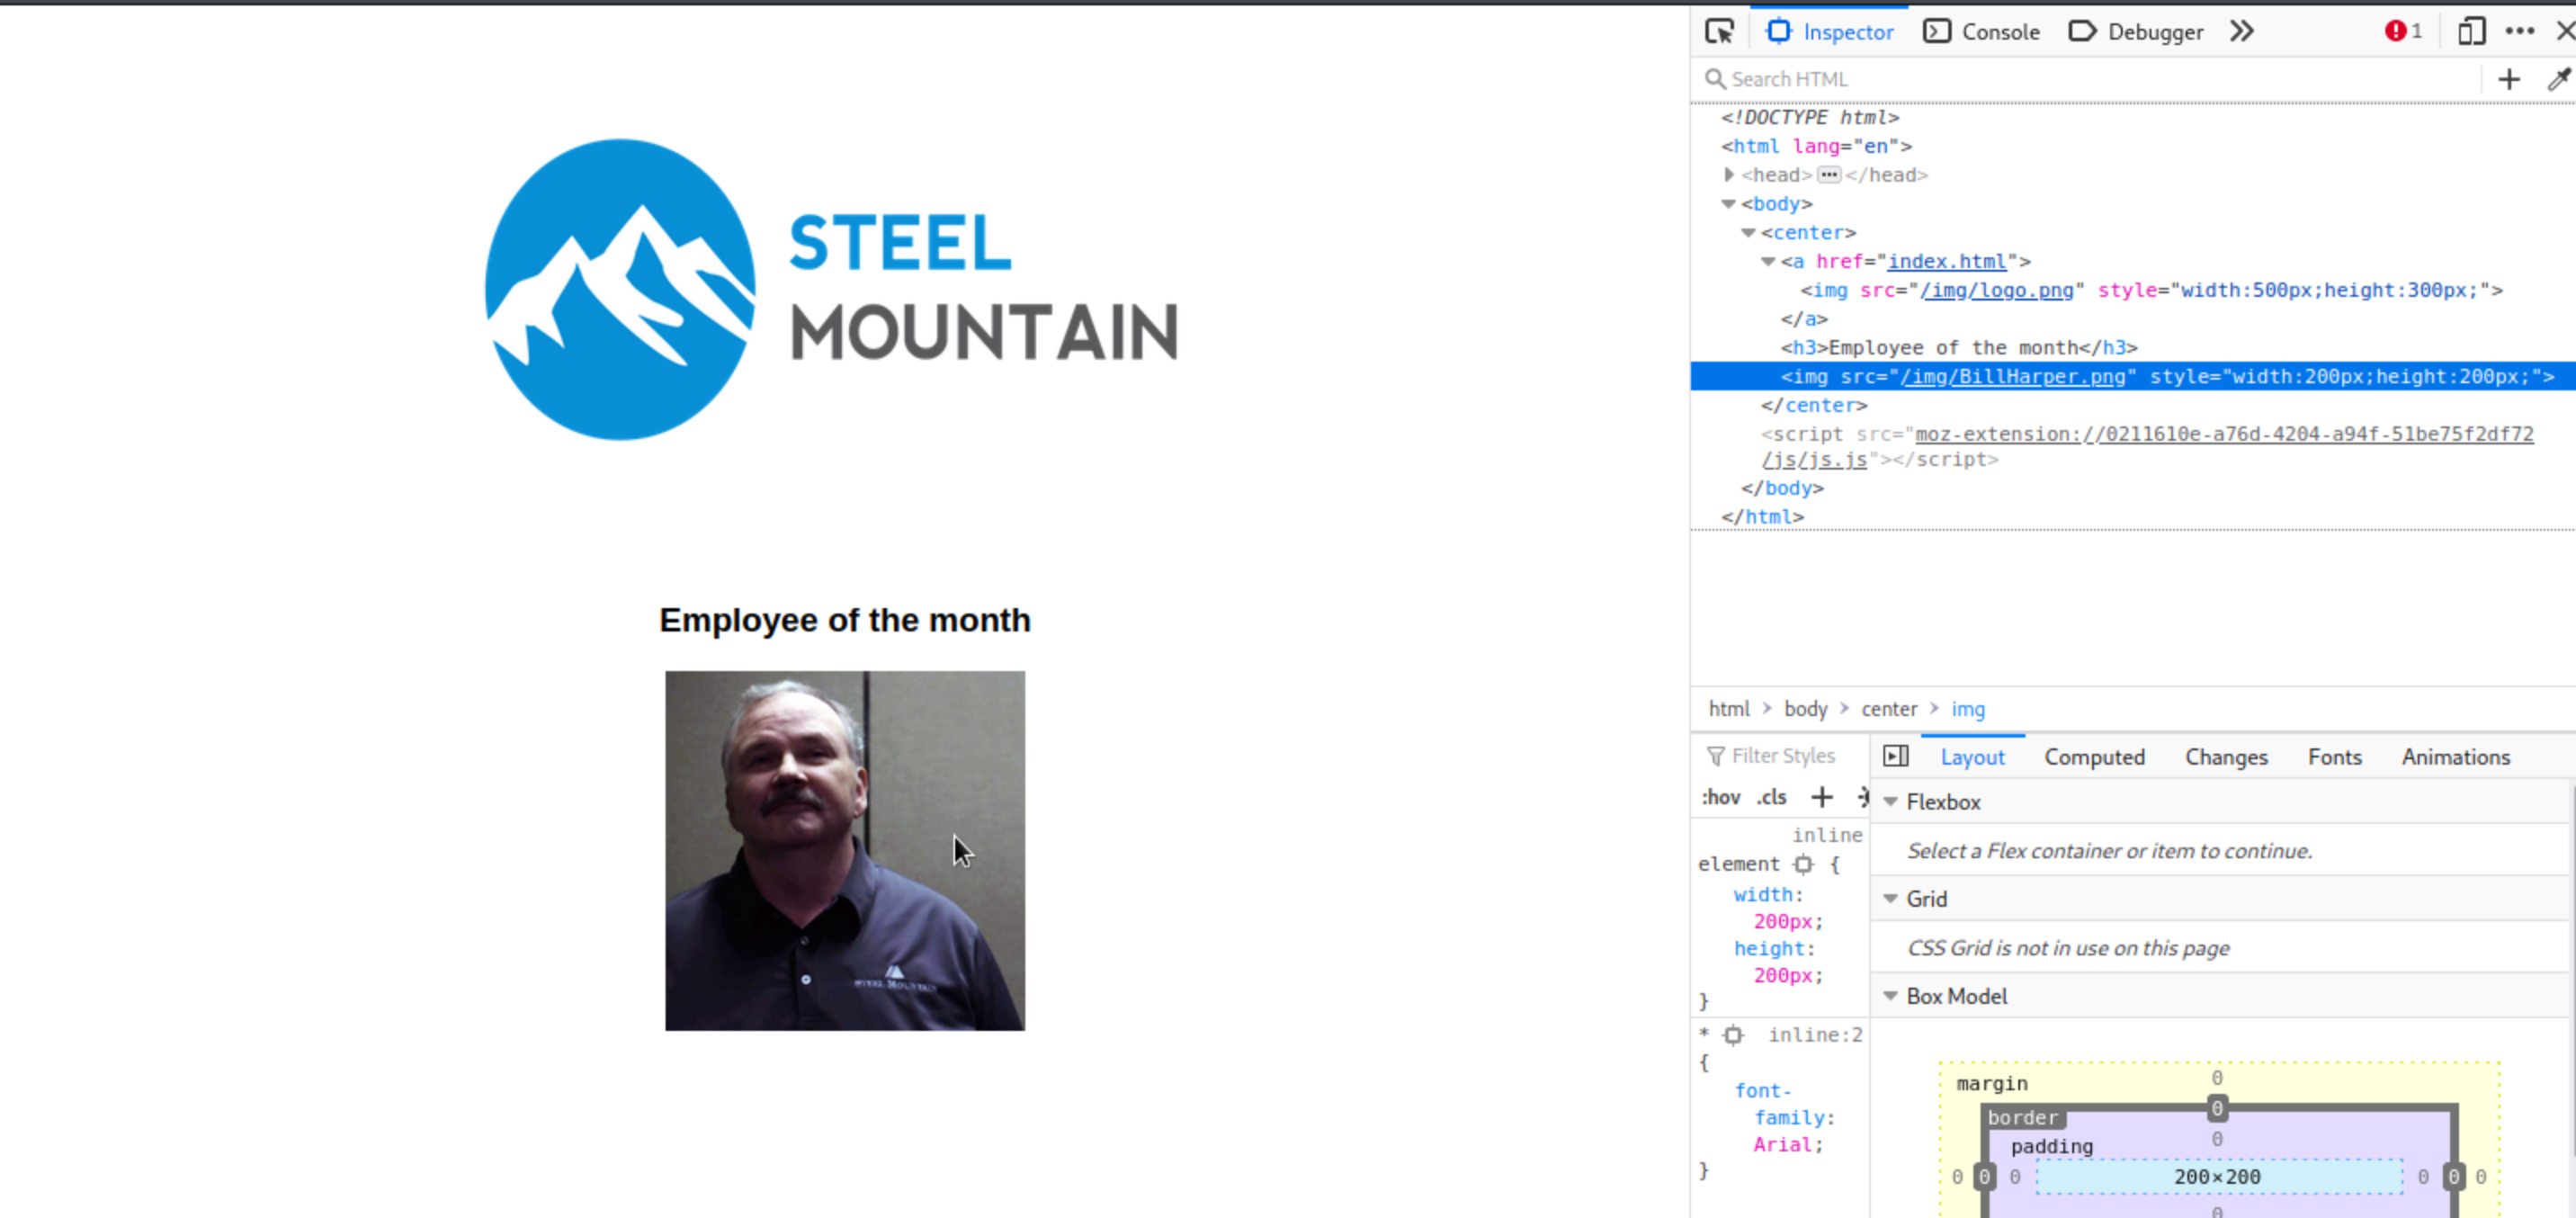 STEEL
MOUNTAIN
Employee of the month
STEEL MOUNTAIN
Inspector Console Debugger 1
Search HTML
<!DOCTYPE html>
<html lang="en">
<head> ••• </head>
<body>
<center>
<a href="index.html">
<img src="/img/logo.png" style="width:500px;height:300px;">
</a>
<h3>Employee of the month</h3>
<img src="/img/BillHarper.png" style="width:200px;height:200px;">
</center>
<script src="moz-extension://0211610e-a76d-4204-a94f-51be75f2df72
/js/js.js"></script>
</body>
</html>
html > body > center > img
Filter Styles
:hov .cls +
inline
element {
width:
200px;
height:
200px;
}
* inline:2
{
font-
family:
Arial;
}
Layout Computed Changes Fonts Animations
Flexbox
Select a Flex container or item to continue.
Grid
CSS Grid is not in use on this page
Box Model
margin 0
border 0
padding 0
0 0 0 200×200 0 0 0
0